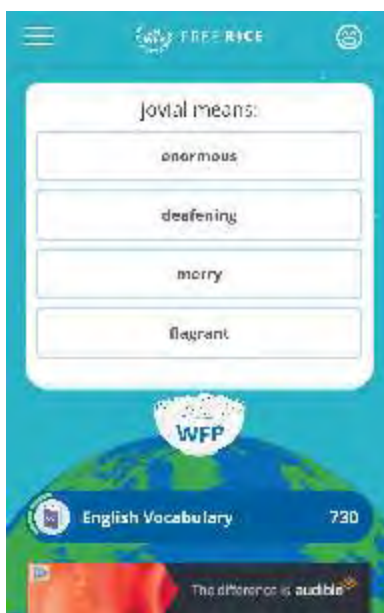 FREERICE
jovial means:
enormous
deafening
merry
flagrant
WFP
English Vocabulary 730
The difference is audible